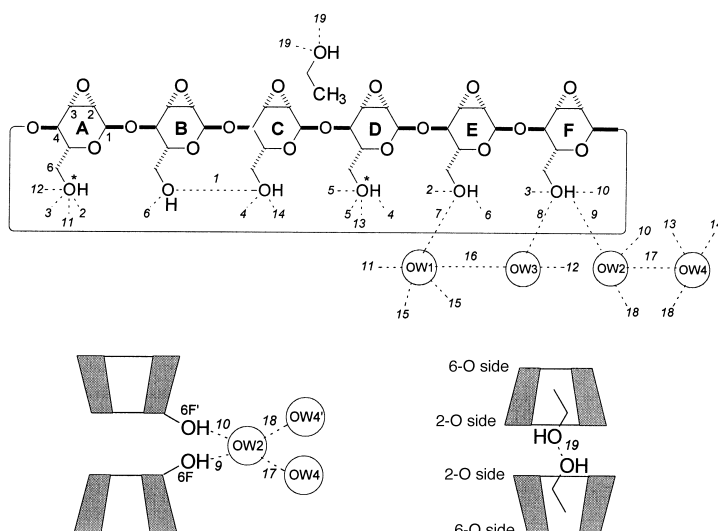 19
19 OH
CH₃
O O O O O O
3 2
O A O B O C O D O E O F
4 1
O O O O O O
6
* 1 *
12 OH OH OH 5 OH 2 OH 3 OH 10
3 11 2 6 4 14 5 13 4 7 6 8 9
10 13 14
11 OW1 16 OW3 12 OW2 17 OW4
15 15 18 18
6-O side
6F'
OH 10 18 OW4'
2-O side
HO 19
OW2
OH 9 17 OW4
6F
OH
2-O side
6-O side